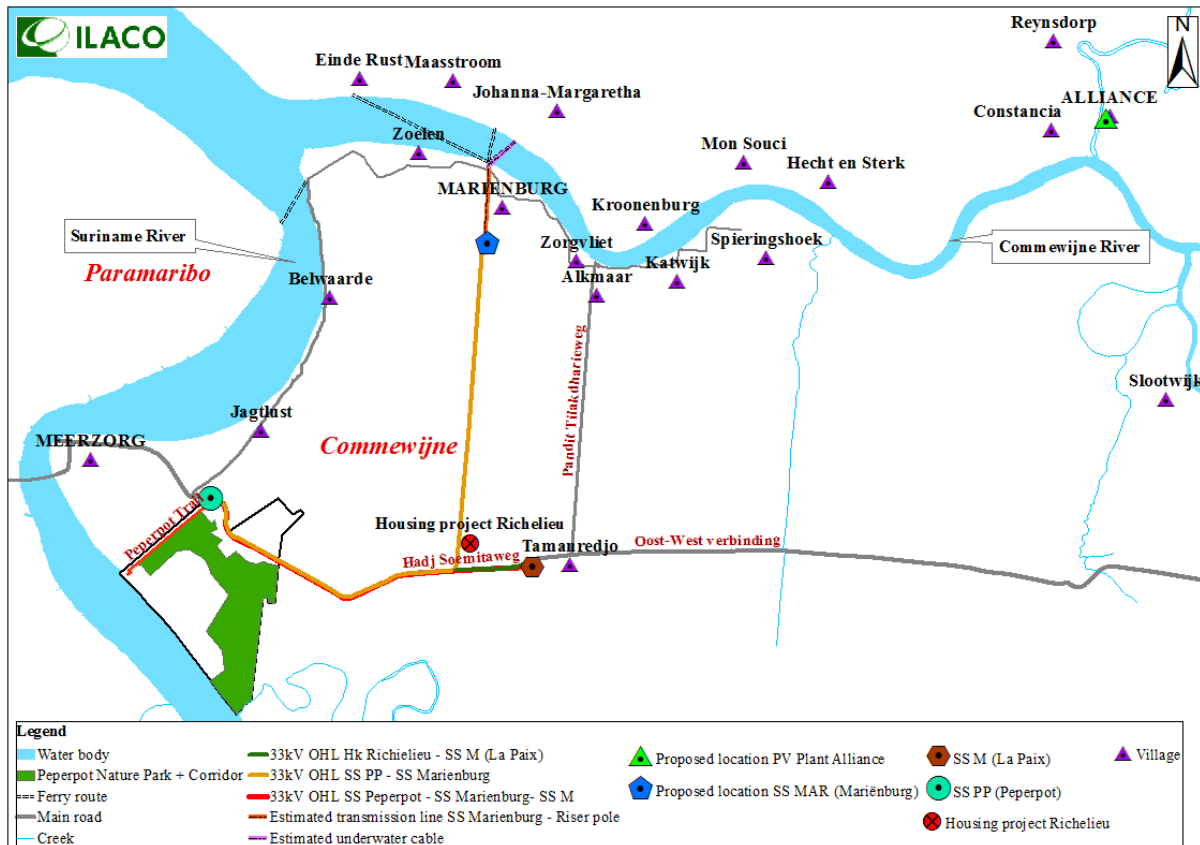 ILACO
N
Reynsdorp
Einde Rust
Maasstroom
Johanna-Margaretha
ALLIANCE
Constancia
Zoelen
Mon Souci
Hecht en Sterk
MARIENBURG
Kroonenburg
Suriname River
Zorgvliet
Spieringshoek
Commewijne River
Paramaribo
Belwaarde
Alkmaar
Katwijk
Pandit Tilakdharieweg
Slootwijk
Jagtlust
MEERZORG
Commewijne
Peperpot Trail
Housing project Richelieu
Hadj Soemitaweg
Tamanredjo
Oost-West verbinding
Legend
Water body
Peperpot Nature Park + Corridor
Ferry route
Main road
Creek
33kV OHL Hk Richielieu - SS M (La Paix)
33kV OHL SS PP - SS Marienburg
33kV OHL SS Peperpot - SS Marienburg- SS M
Estimated transmission line SS Marienburg - Riser pole
Estimated underwater cable
Proposed location PV Plant Alliance
Proposed location SS MAR (Mariënburg)
SS M (La Paix)
SS PP (Peperpot)
Housing project Richelieu
Village